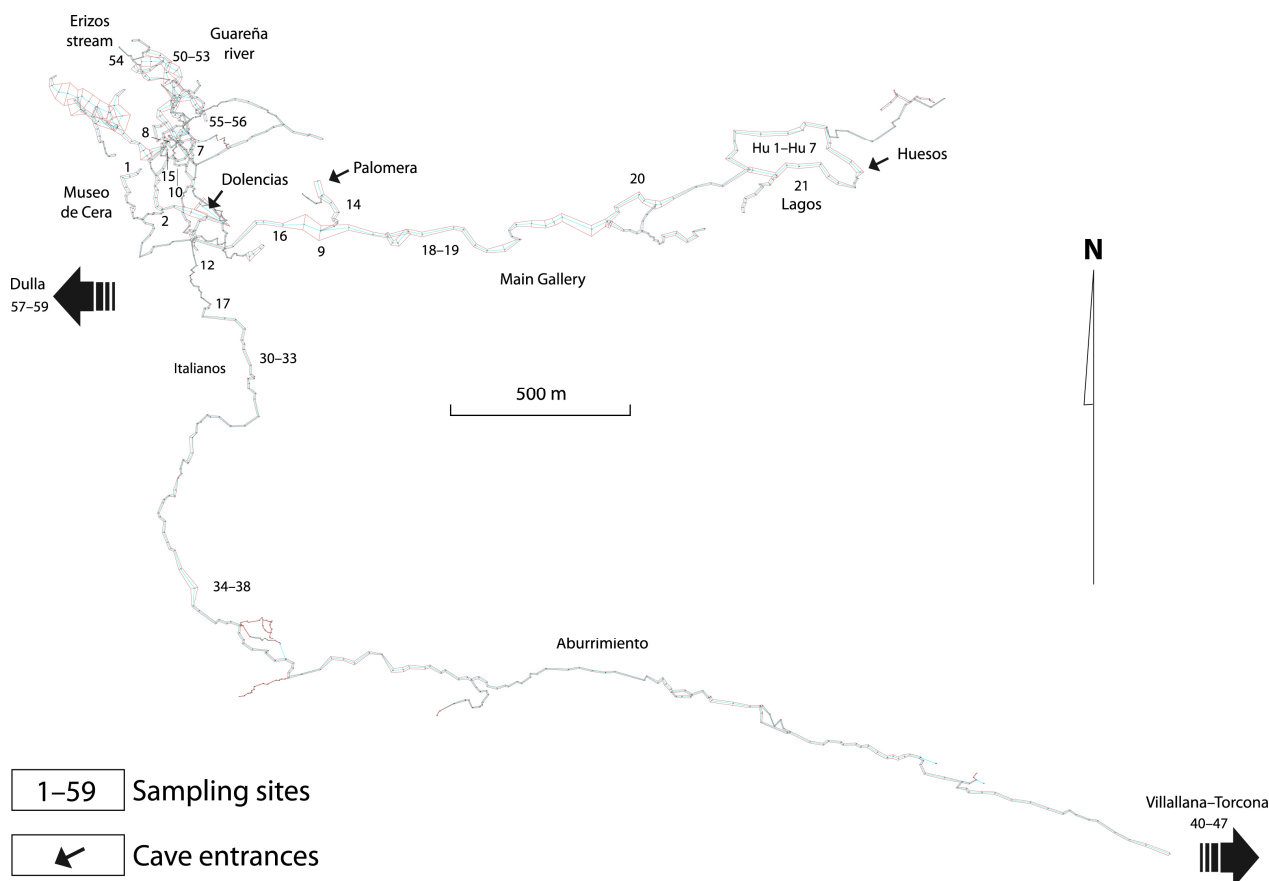 Erizos
stream
Guareña
river
54
50–53
55–56
8
7
1
15
10
Museo
de Cera
2
Dolencias
Palomera
14
16
9
18–19
20
Hu 1–Hu 7
Huesos
21
Lagos
Main Gallery
12
Dulla
57–59
17
30–33
Italianos
500 m
N
34–38
Aburrimiento
1–59
Sampling sites
Cave entrances
Villallana–Torcona
40–47